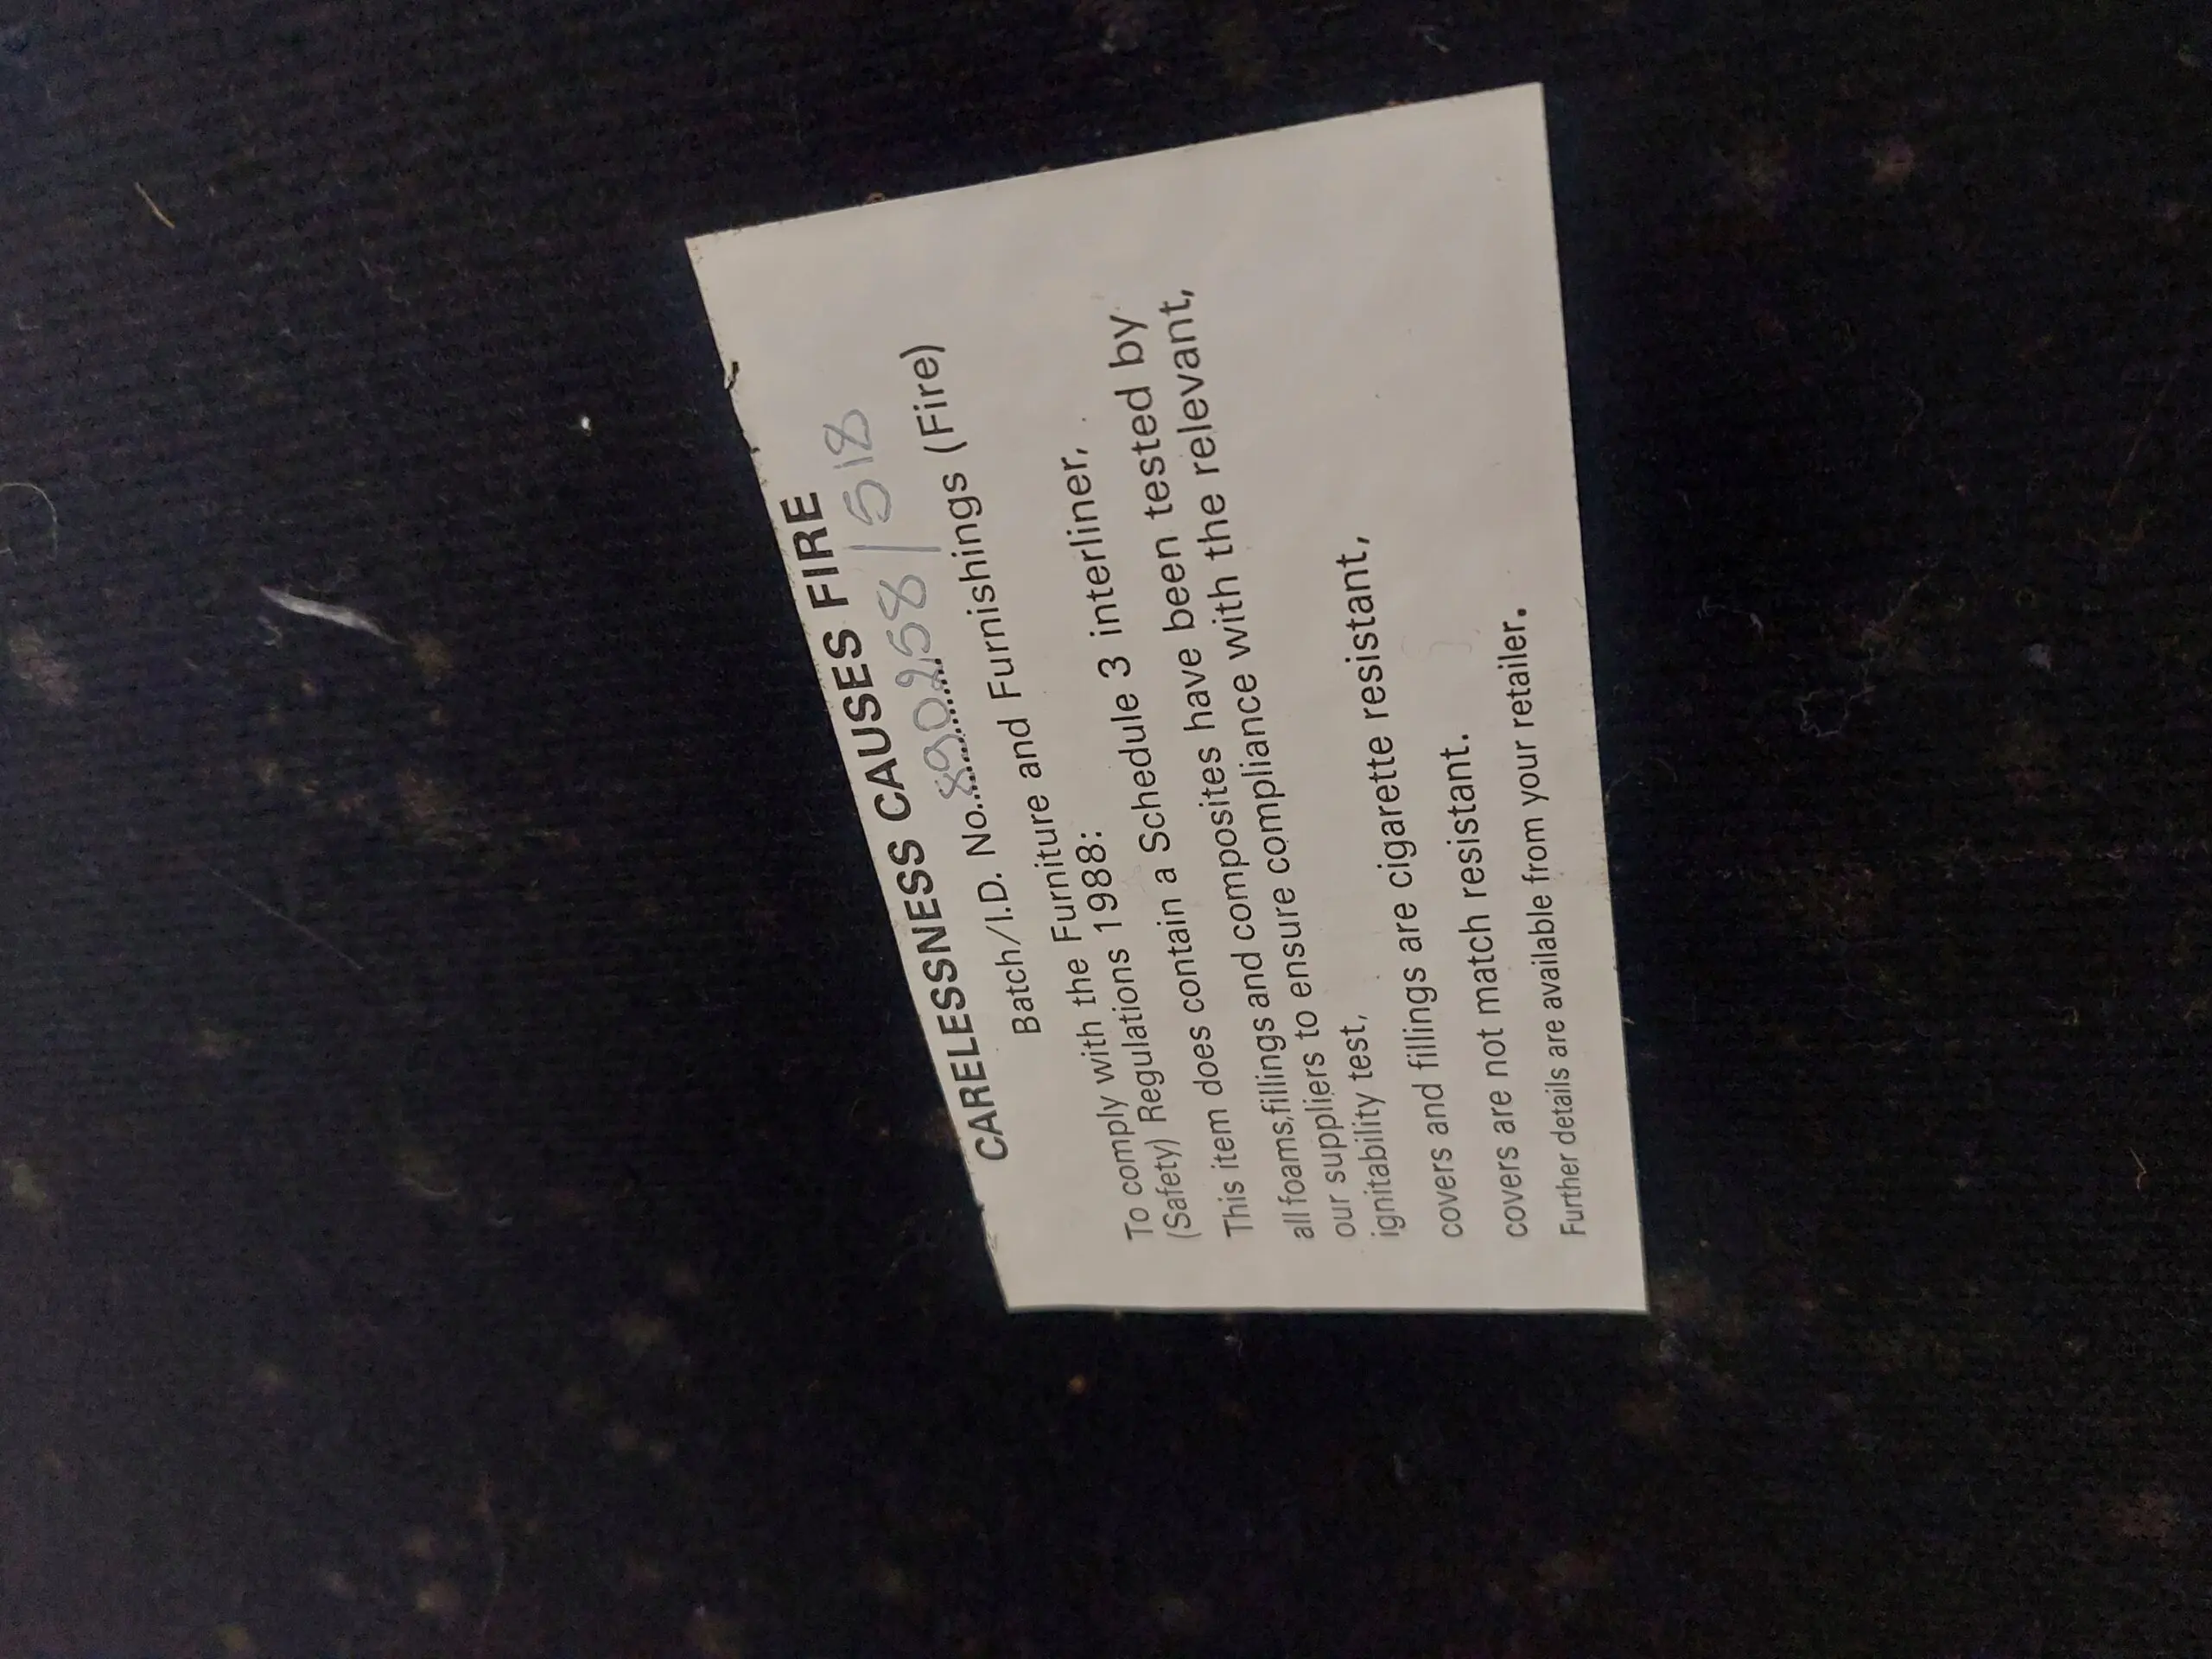 CARELESSNESS CAUSES FIRE
Batch/I.D. No.............. 890258/518
To comply with the Furniture and Furnishings (Fire)
(Safety) Regulations 1988:
This item does contain a Schedule 3 interliner,
all foams,fillings and composites have been tested by
our suppliers to ensure compliance with the relevant,
ignitability test,
covers and fillings are cigarette resistant,
covers are not match resistant.
Further details are available from your retailer.